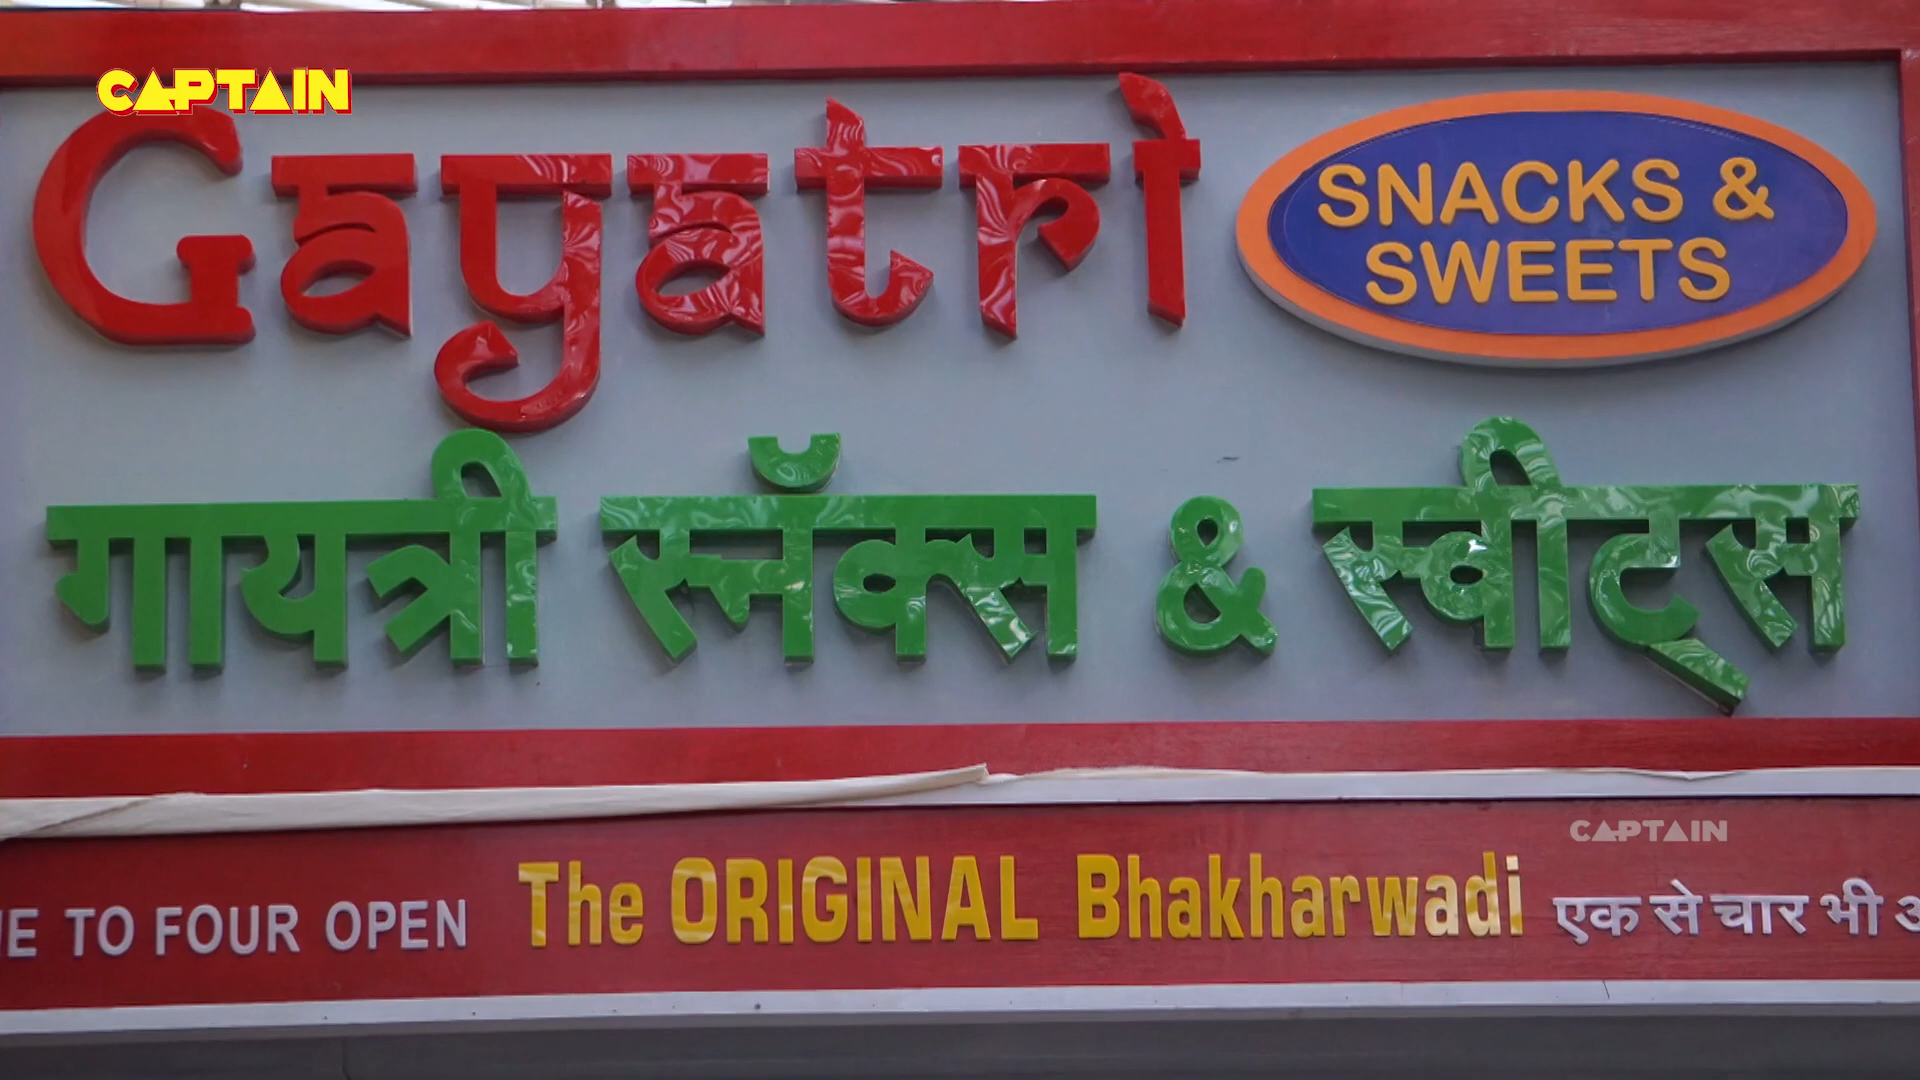 CAPTAIN
Gayatri
SNACKS &
SWEETS
गायत्री स्नॅक्स & स्वीट्स
CAPTAIN
TO FOUR OPEN The ORIGINAL Bhakharwadi एक से चार भी